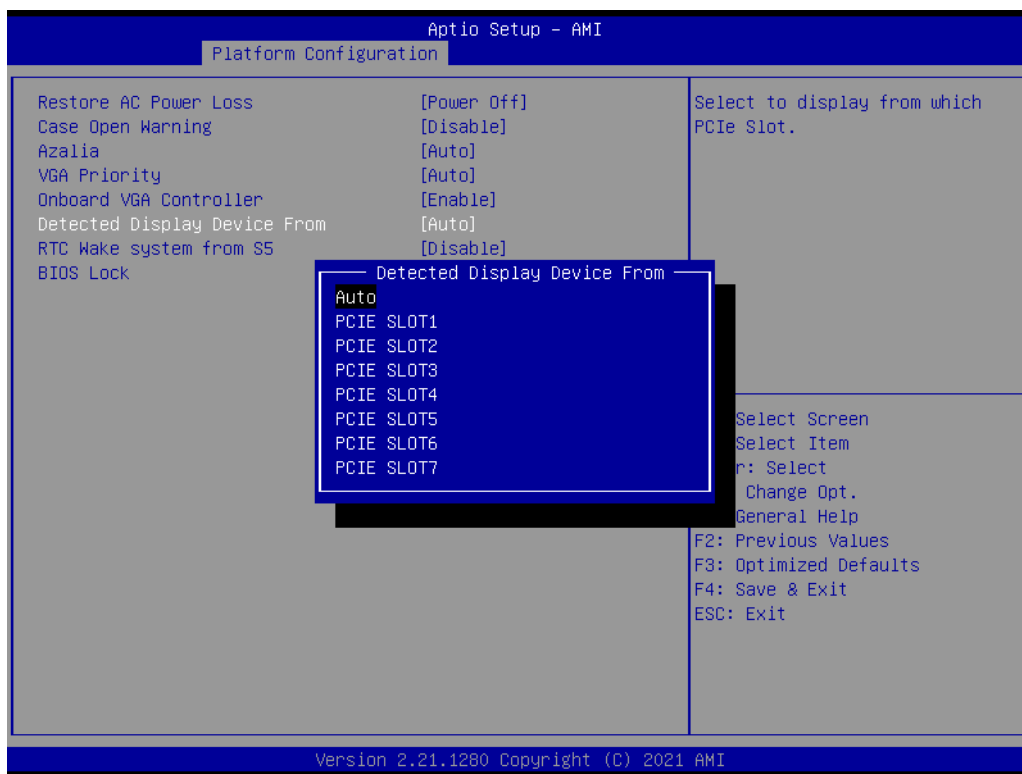 Aptio Setup – AMI
Platform Configuration
Restore AC Power Loss [Power Off]
Case Open Warning [Disable]
Azalia [Auto]
VGA Priority [Auto]
Onboard VGA Controller [Enable]
Detected Display Device From [Auto]
RTC Wake system from S5 [Disable]
BIOS Lock
Detected Display Device From
Auto
PCIE SLOT1
PCIE SLOT2
PCIE SLOT3
PCIE SLOT4
PCIE SLOT5
PCIE SLOT6
PCIE SLOT7
Select to display from which
PCIe Slot.
Select Screen
Select Item
r: Select
Change Opt.
General Help
F2: Previous Values
F3: Optimized Defaults
F4: Save & Exit
ESC: Exit
Version 2.21.1280 Copyright (C) 2021 AMI